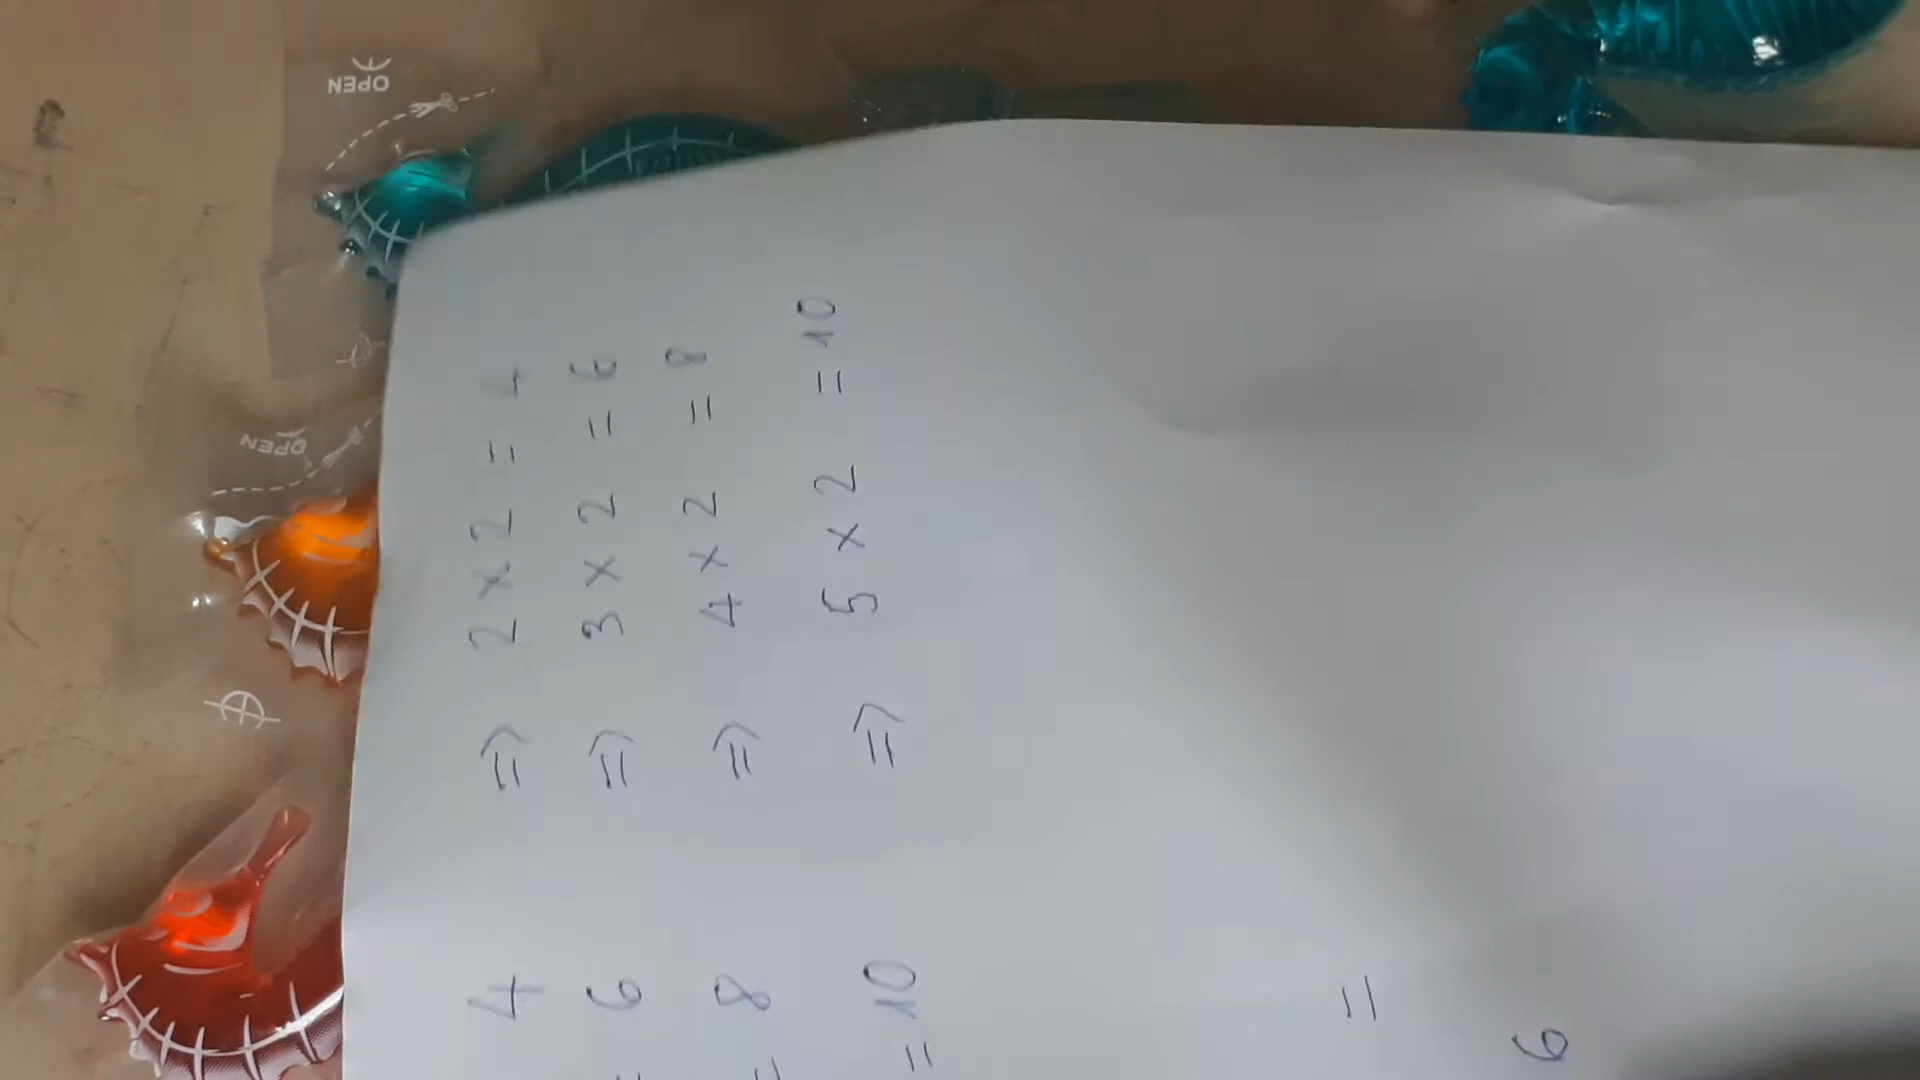 4 => 2 x 2 = 4
= 6 => 3 x 2 = 6
= 8 => 4 x 2 = 8
= 10 => 5 x 2 = 10
=
6
OPEN
OPEN